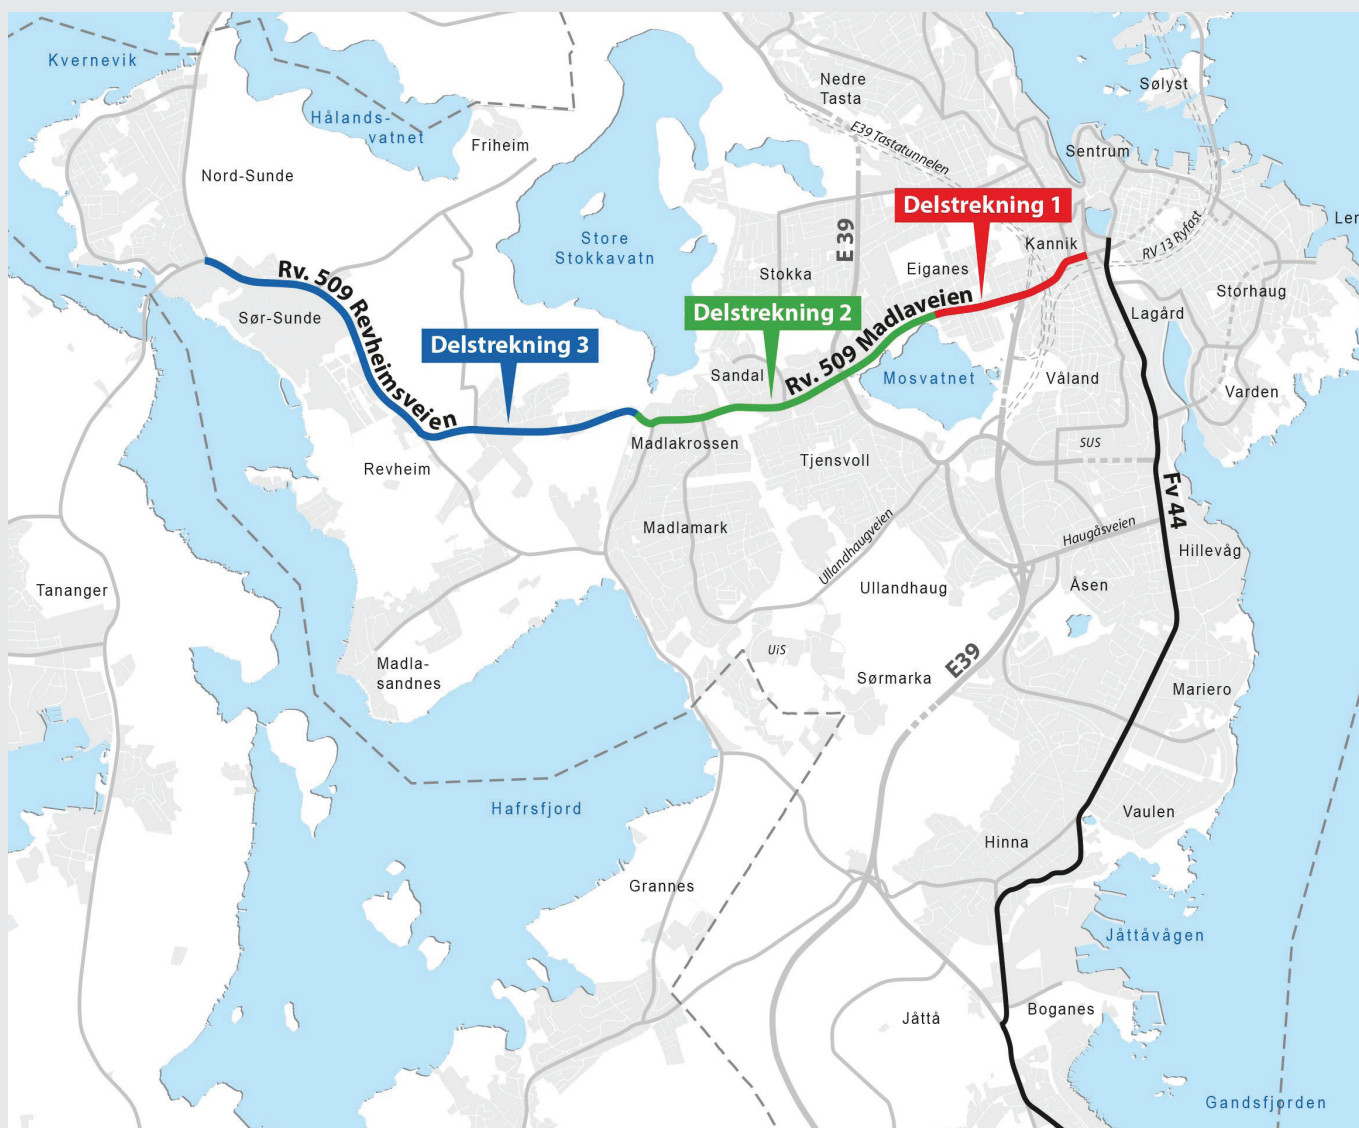 Kvernevik
Hålands-
vatnet
Friheim
Nord-Sunde
Nedre
Tasta
E39 Tastatunnelen
Sølyst
Sentrum
Delstrekning 1
Store
Stokkavatn
E 39
Kannik
RV 13 Ryfast
Ler
Stokka
Eiganes
Rv. 509 Revheimsveien
Sør-Sunde
Delstrekning 2
Rv. 509 Madlaveien
Storhaug
Lagård
Delstrekning 3
Sandal
Mosvatnet
Våland
Varden
Madlakrossen
SUS
Revheim
Tjensvoll
Fv 44
Madlamark
Ullandhaugveien
Haugåsveien
Hillevåg
Tananger
Ullandhaug
Åsen
UiS
E39
Madla-
sandnes
Sørmarka
Mariero
Hafrsfjord
Vaulen
Hinna
Grannes
Jåttåvågen
Jåttå
Boganes
Gandsfjorden